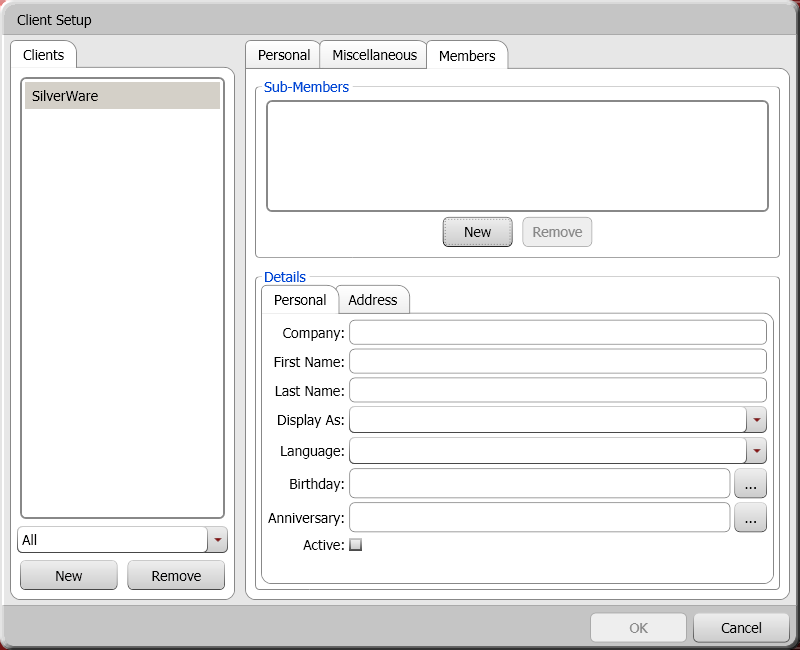 Client Setup
Clients
SilverWare
All
New
Remove
Personal
Miscellaneous
Members
Sub-Members
New
Remove
Details
Personal
Address
Company:
First Name:
Last Name:
Display As:
Language:
Birthday:
...
Anniversary:
...
Active:
OK
Cancel